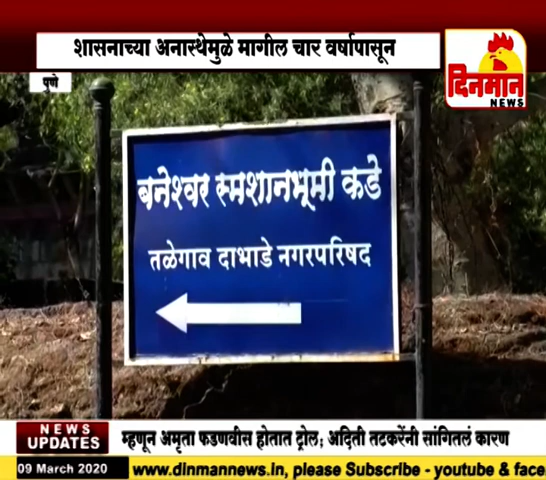 शासनाच्या अनास्थेमुळे मागील चार वर्षापासून
दिनमान
NEWS
पुणे
बनेश्वर स्मशानभूमी कडे
तळेगाव दाभाडे नगरपरिषद
NEWS
UPDATES
म्हणून अमृता फडणवीस होतात ट्रोल; अदिती तटकरेंनी सांगितलं कारण
09 March 2020
www.dinmannews.in, please Subscribe - youtube & face